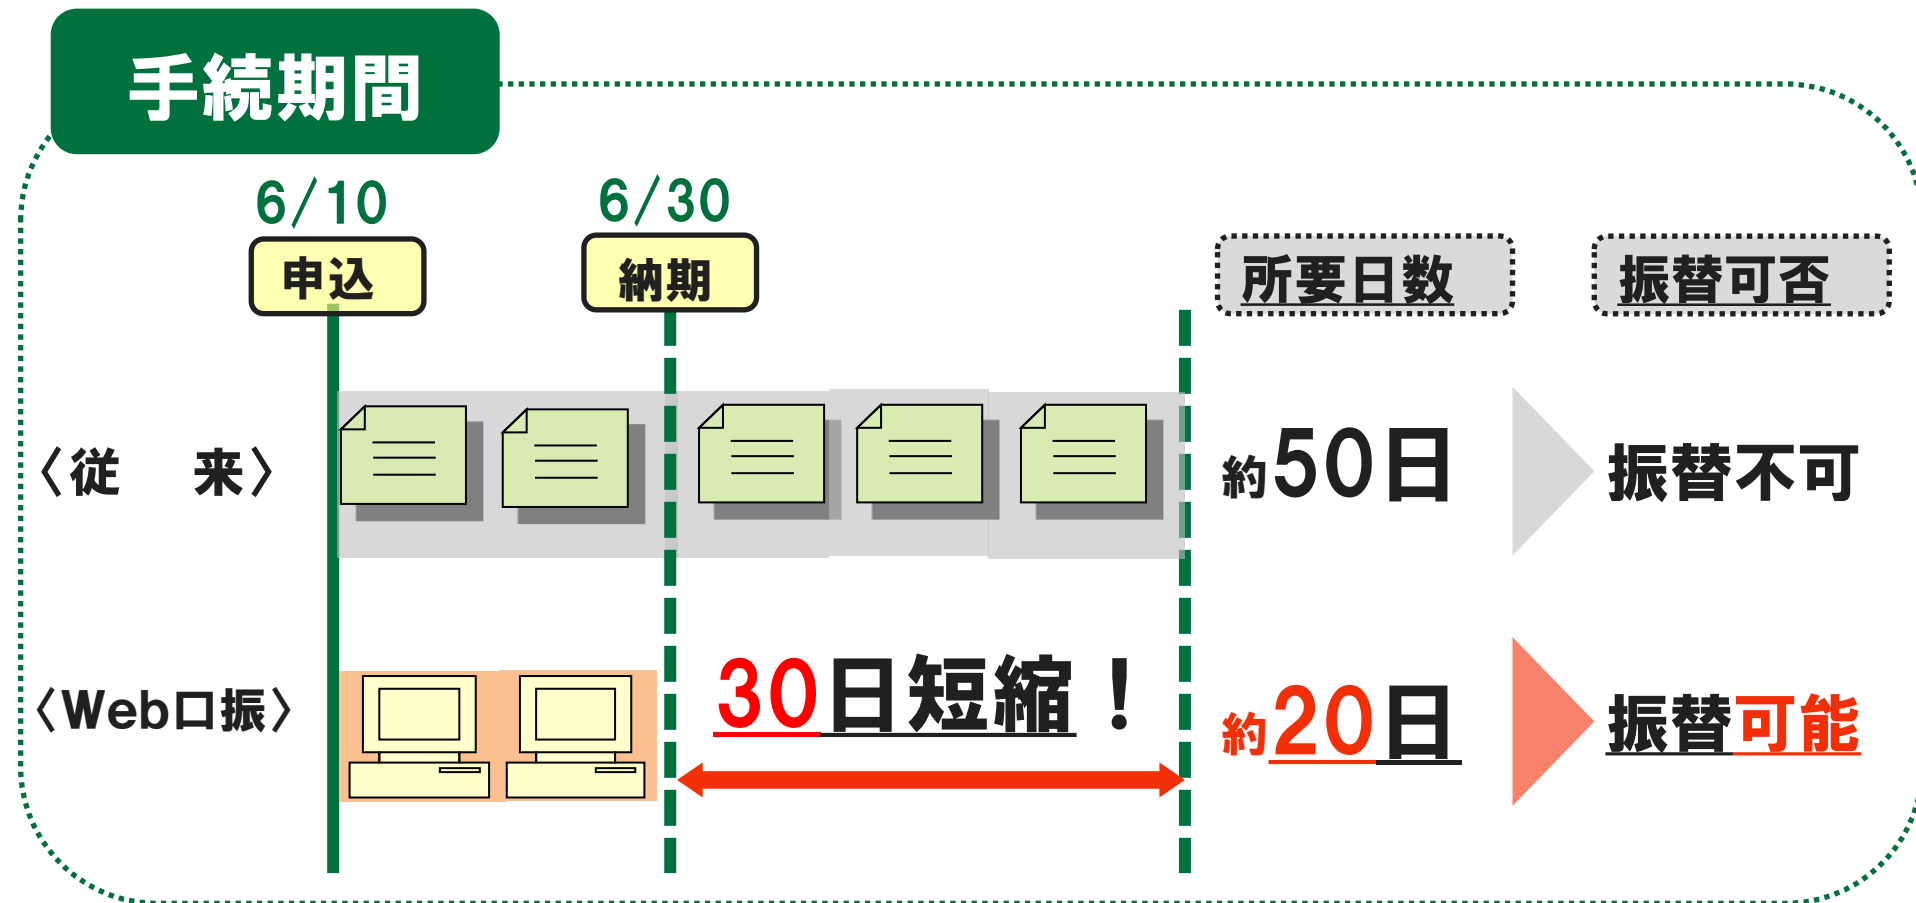 手続期間
6/10
6/30
申込
納期
所要日数
振替可否
〈従　来〉
約50日
振替不可
〈Web口振〉
30日短縮！
約20日
振替可能